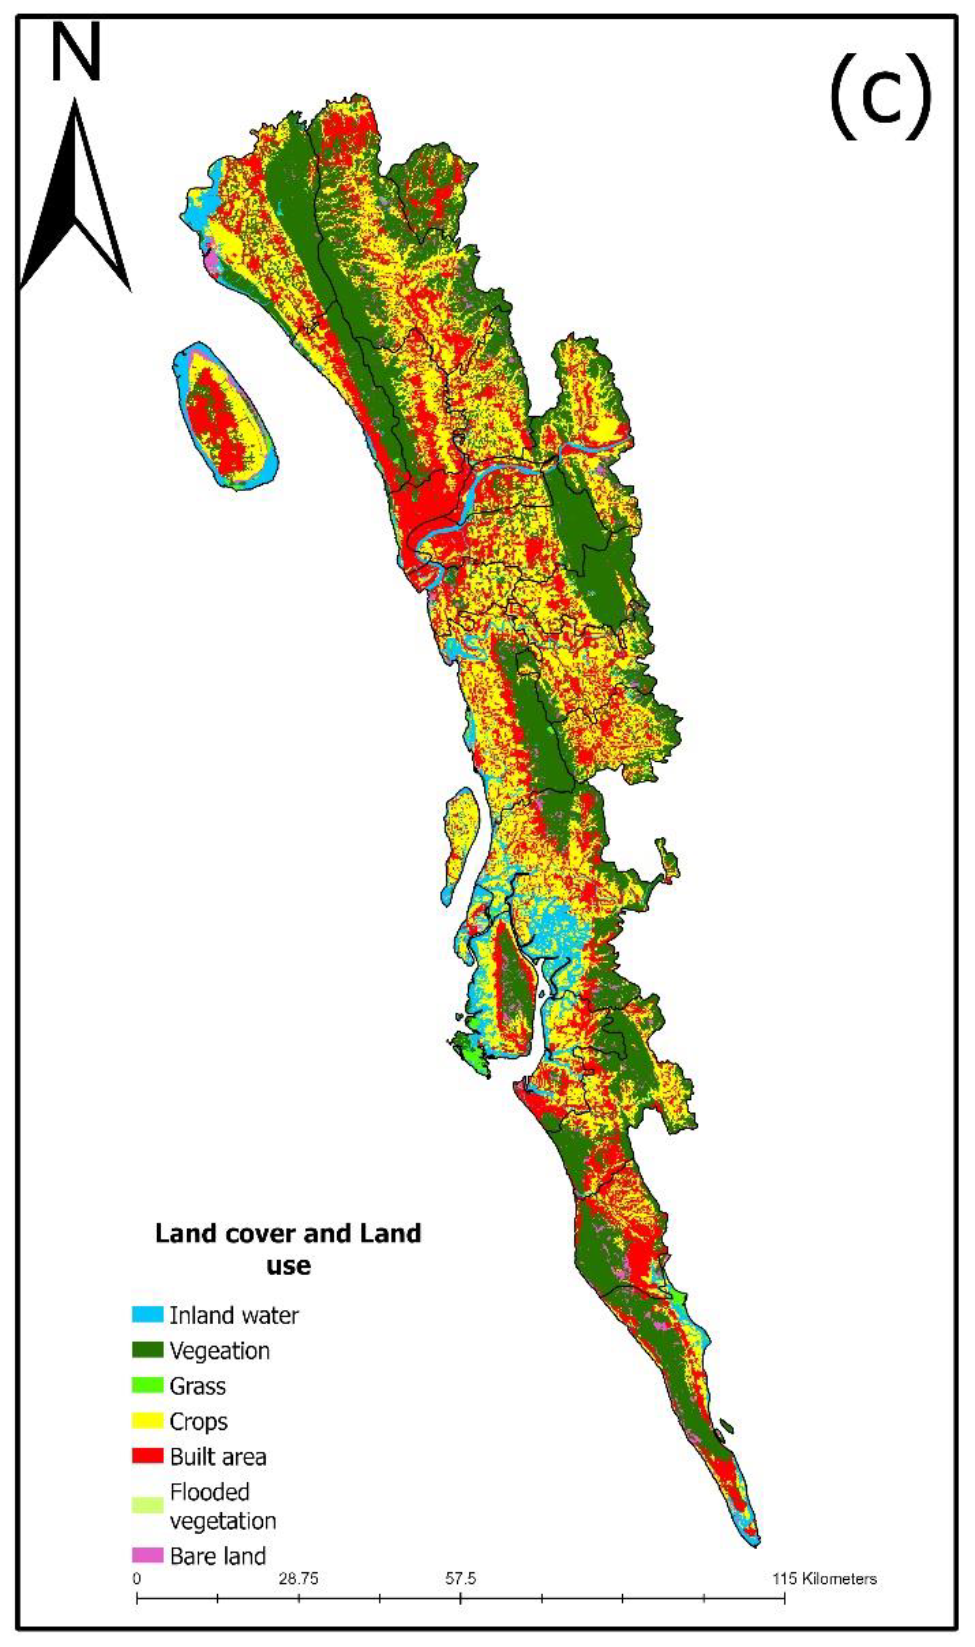 N
(c)
Land cover and Land
use
Inland water
Vegeation
Grass
Crops
Built area
Flooded
vegetation
Bare land
0 28.75 57.5 115 Kilometers